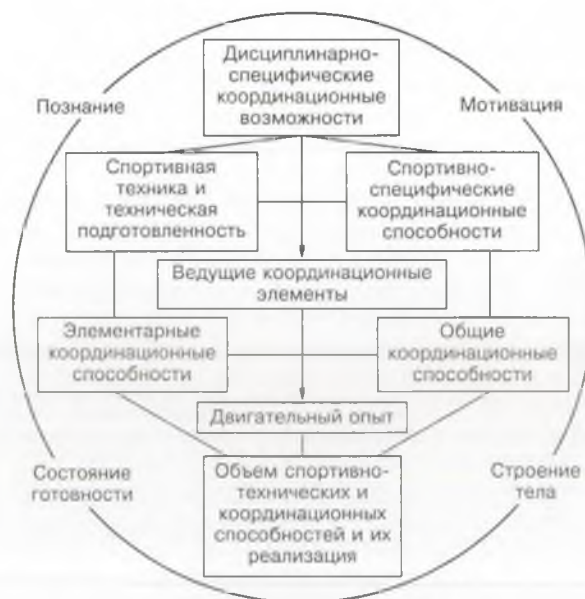 Дисциплинарно-
специфические
координационные
возможности
Познание
Мотивация
Спортивная
техника и
техническая
подготовленность
Спортивно-
специфические
координационные
способности
Ведущие координационные
элементы
Элементарные
координационные
способности
Общие
координационные
способности
Двигательный опыт
Состояние
готовности
Объем спортивно-
технических и
координационных
способностей и их
реализация
Строение
тела